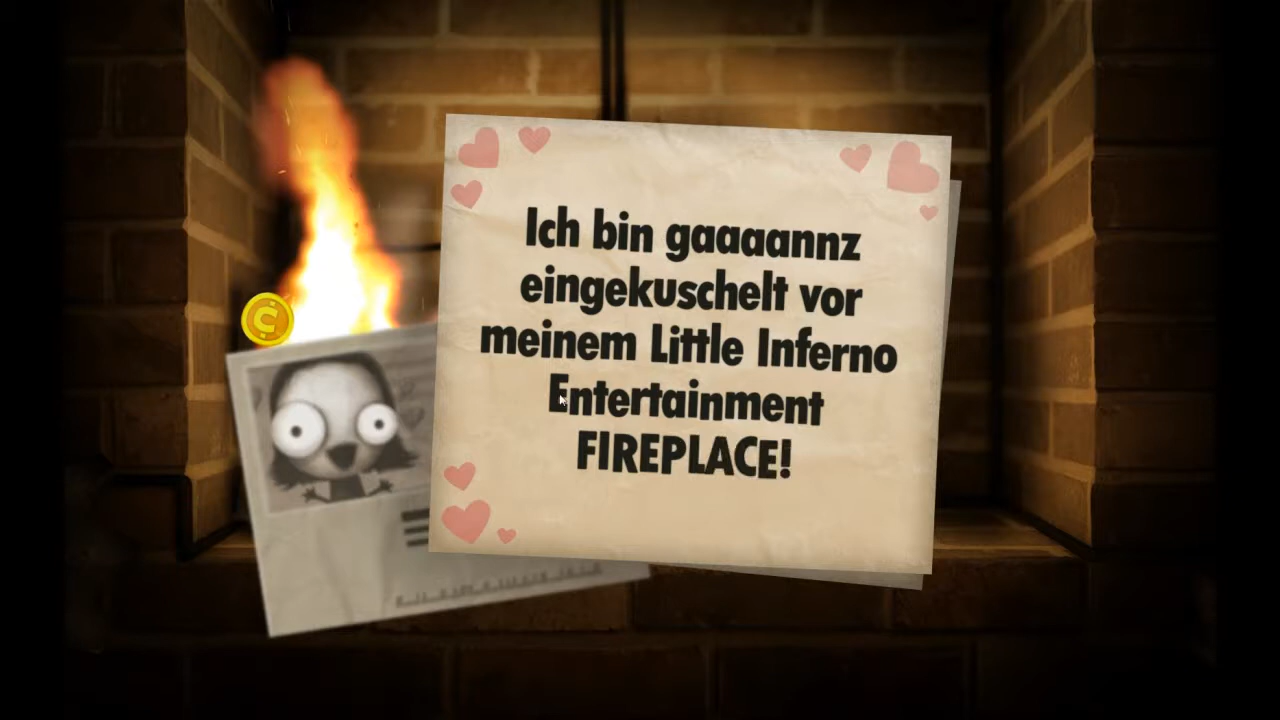 Ich bin gaaaannz
eingekuschelt vor
meinem Little Inferno
Entertainment
FIREPLACE!